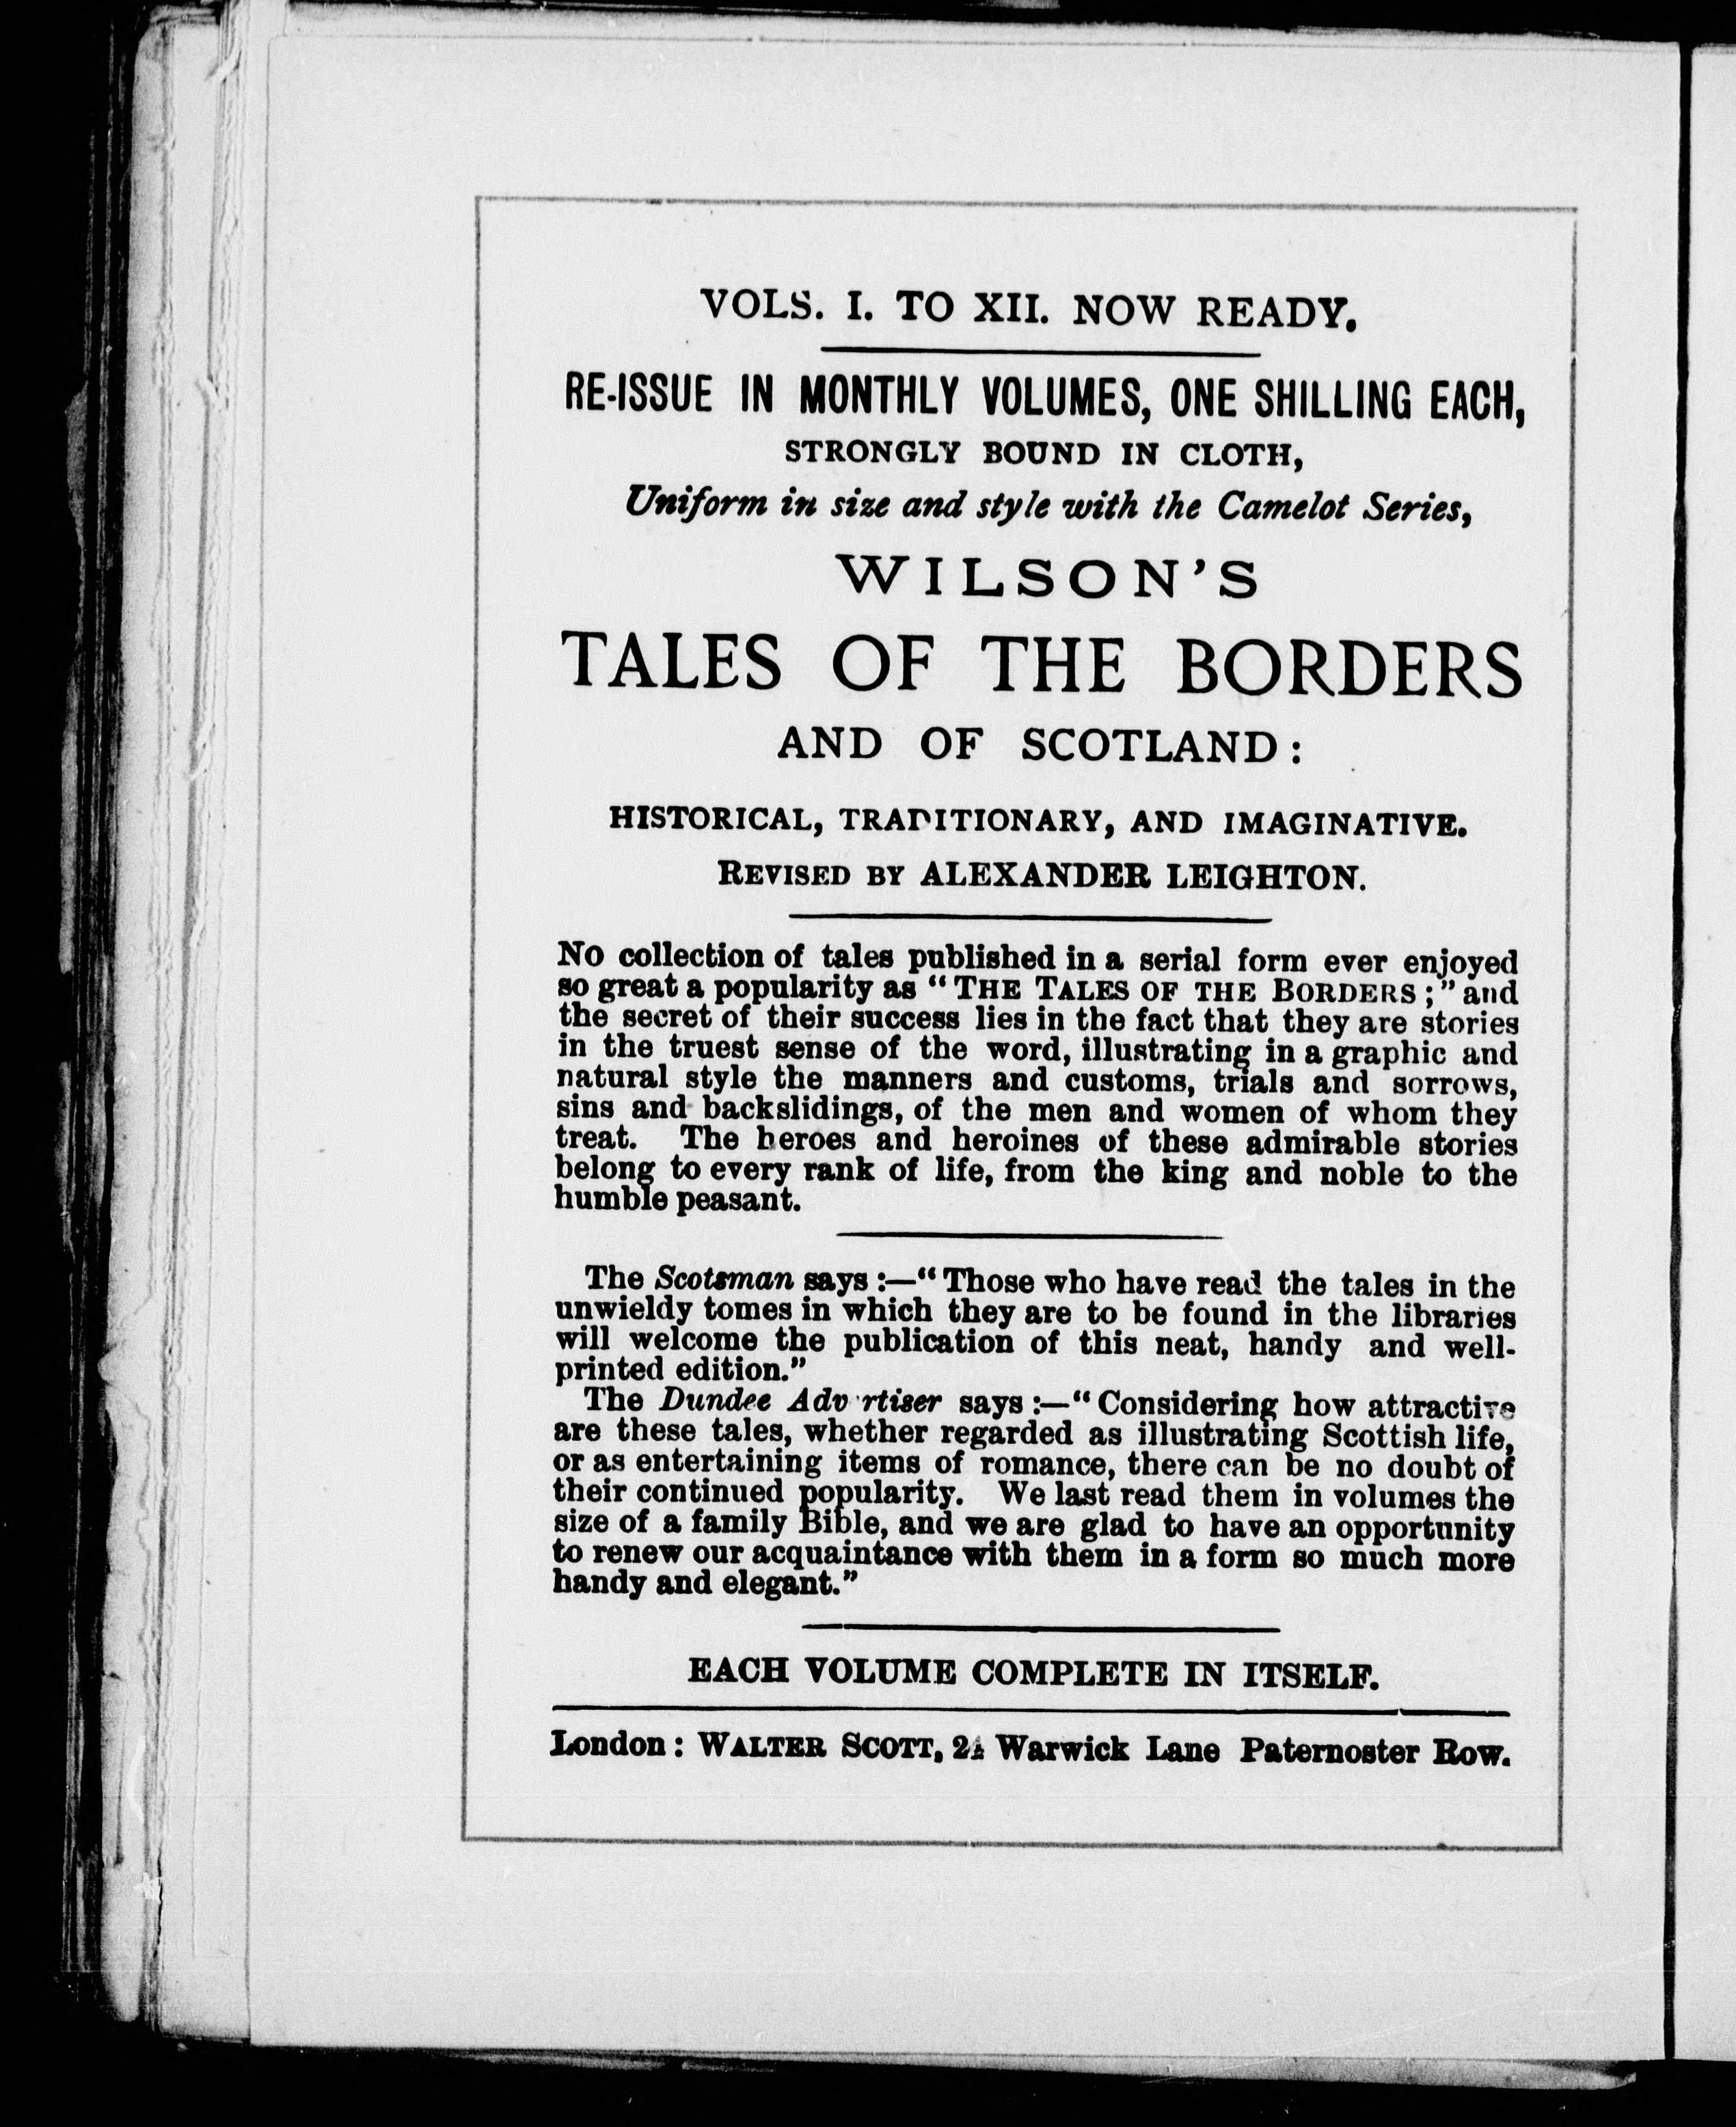 VOLS. I. TO XII. NOW READY.
RE-ISSUE IN MONTHLY VOLUMES, ONE SHILLING EACH,
STRONGLY BOUND IN CLOTH,
Uniform in size and style with the Camelot Series,
WILSON'S
TALES OF THE BORDERS
AND OF SCOTLAND:
HISTORICAL, TRADITIONARY, AND IMAGINATIVE.
REVISED BY ALEXANDER LEIGHTON.
No collection of tales published in a serial form ever enjoyed
so great a popularity as "THE TALES OF THE BORDERS;" and
the secret of their success lies in the fact that they are stories
in the truest sense of the word, illustrating in a graphic and
natural style the manners and customs, trials and sorrows,
sins and backslidings, of the men and women of whom they
treat. The heroes and heroines of these admirable stories
belong to every rank of life, from the king and noble to the
humble peasant.
The Scotsman says:—"Those who have read the tales in the
unwieldy tomes in which they are to be found in the libraries
will welcome the publication of this neat, handy and well-
printed edition."
The Dundee Adv rtiser says:—"Considering how attractive
are these tales, whether regarded as illustrating Scottish life,
or as entertaining items of romance, there can be no doubt of
their continued popularity. We last read them in volumes the
size of a family Bible, and we are glad to have an opportunity
to renew our acquaintance with them in a form so much more
handy and elegant."
EACH VOLUME COMPLETE IN ITSELF.
London: WALTER SCOTT, Warwick Lane Paternoster Row.